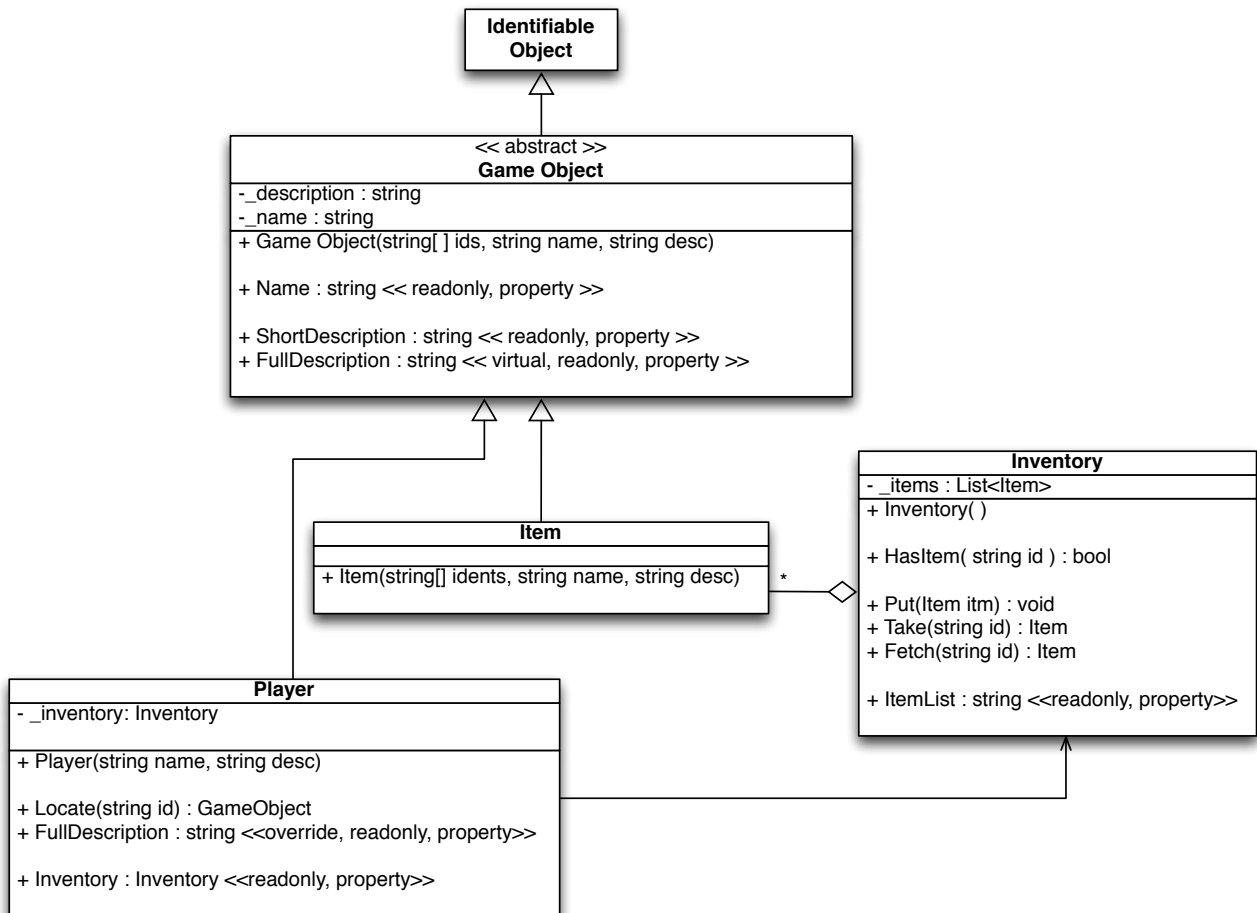 Identifiable
Object
<< abstract >>
Game Object
-_description : string
-_name : string
+ Game Object(string[ ] ids, string name, string desc)
+ Name : string << readonly, property >>
+ ShortDescription : string << readonly, property >>
+ FullDescription : string << virtual, readonly, property >>
Inventory
- _items : List<Item>
+ Inventory( )
+ HasItem( string id ) : bool
+ Put(Item itm) : void
+ Take(string id) : Item
+ Fetch(string id) : Item
+ ItemList : string <<readonly, property>>
Item
+ Item(string[] idents, string name, string desc)
*
Player
- _inventory: Inventory
+ Player(string name, string desc)
+ Locate(string id) : GameObject
+ FullDescription : string <<override, readonly, property>>
+ Inventory : Inventory <<readonly, property>>